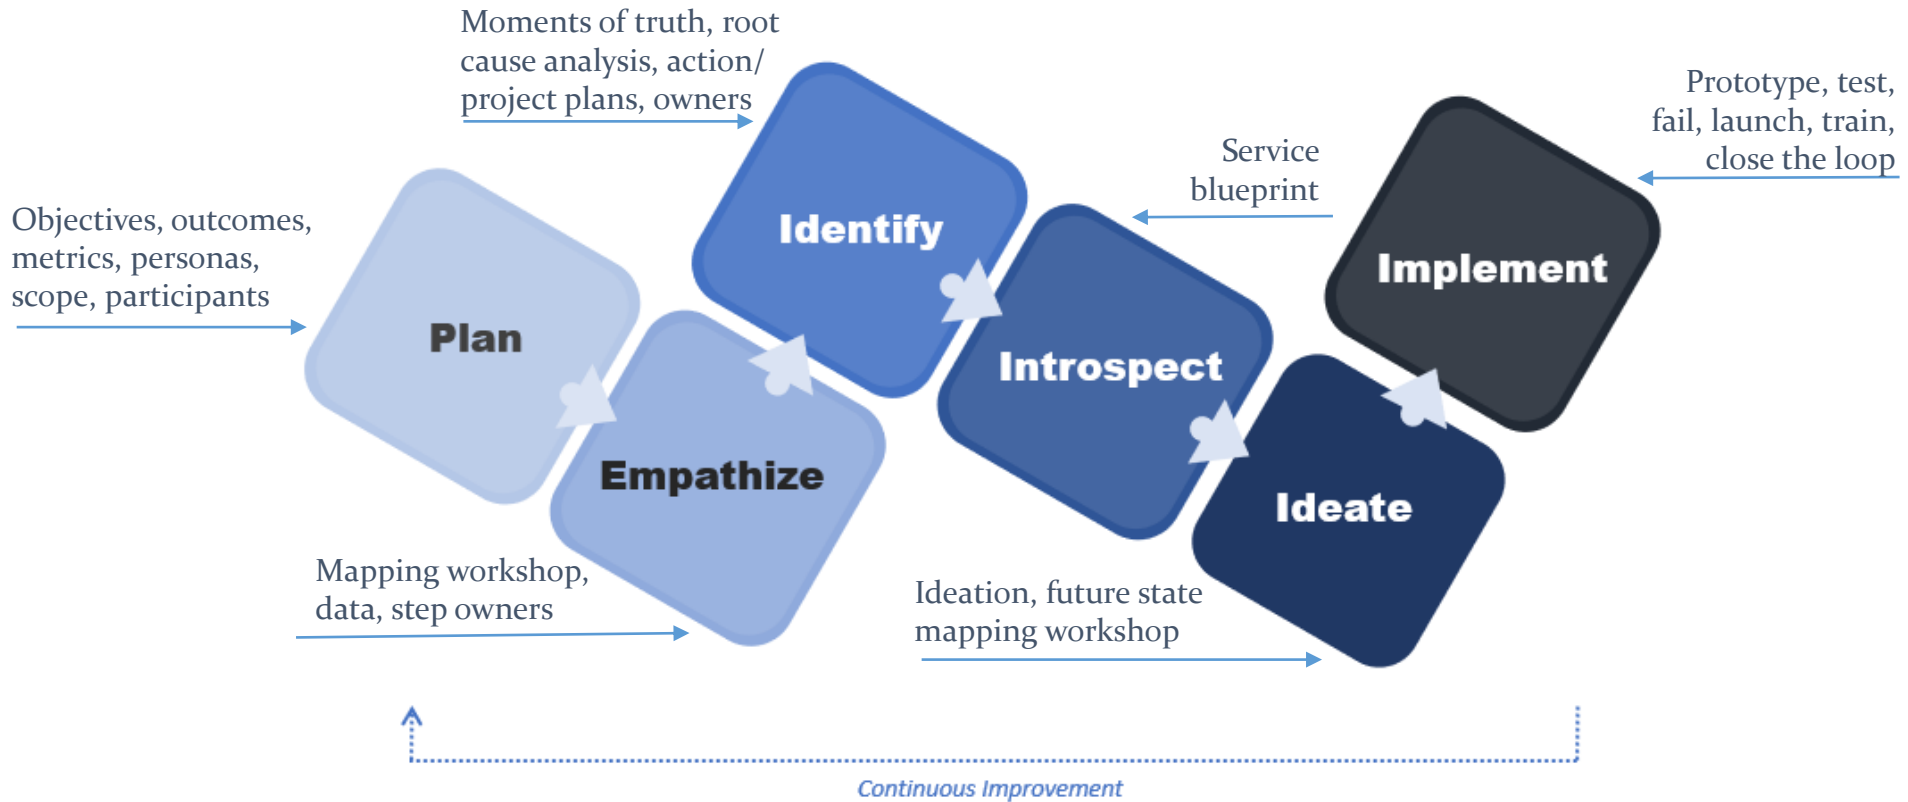 Moments of truth, root
cause analysis, action/
project plans, owners
Prototype, test,
fail, launch, train,
close the loop
Service
blueprint
Objectives, outcomes,
metrics, personas,
scope, participants
Identify
Implement
Plan
Introspect
Empathize
Ideate
Mapping workshop,
data, step owners
Ideation, future state
mapping workshop
Continuous Improvement